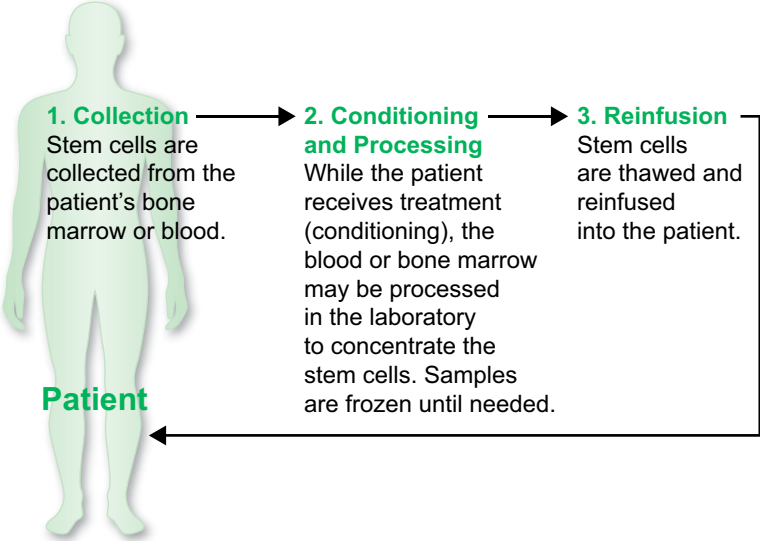 1. Collection
Stem cells are
collected from the
patient's bone
marrow or blood.
2. Conditioning
and Processing
While the patient
receives treatment
(conditioning), the
blood or bone marrow
may be processed
in the laboratory
to concentrate the
stem cells. Samples
are frozen until needed.
3. Reinfusion
Stem cells
are thawed and
reinfused
into the patient.
Patient